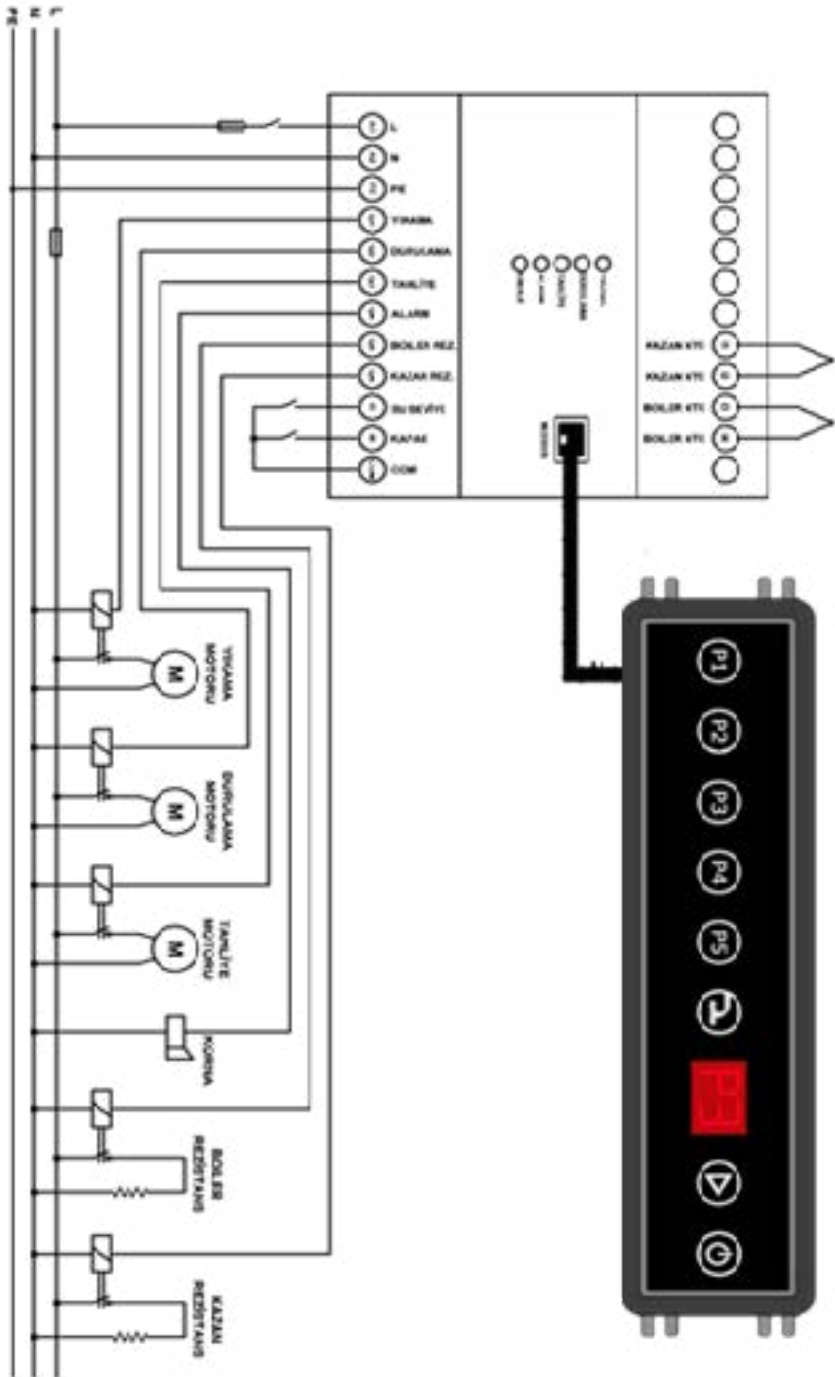 L
N
PE
L
N
PE
YIKAMA
DURULAMA
TAHLİYE
ALARM
BOILER REZ.
KAZAN REZ.
SU SEVİYE
KAPAK
COM
KAZAN NTC
KAZAN NTC
BOILER NTC
BOILER NTC
P1
P2
P3
P4
P5
YIKAMA
MOTORU
M
DURULAMA
MOTORU
M
TAHLİYE
MOTORU
M
KORNA
BOILER
REZİSTANS
KAZAN
REZİSTANS